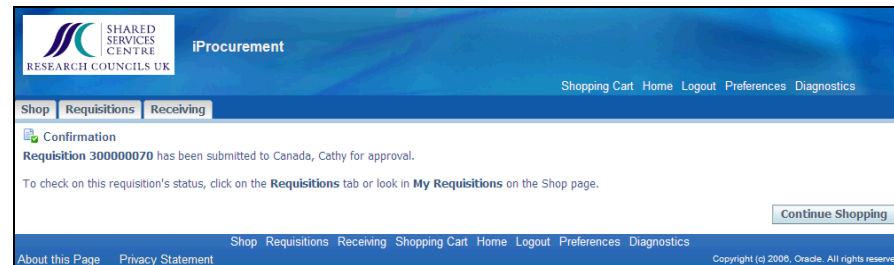 SHARED
SERVICES
CENTRE
RESEARCH COUNCILS UK
iProcurement
Shopping Cart Home Logout Preferences Diagnostics
Shop Requisitions Receiving
Confirmation
Requisition 300000070 has been submitted to Canada, Cathy for approval.
To check on this requisition's status, click on the Requisitions tab or look in My Requisitions on the Shop page.
Continue Shopping
Shop Requisitions Receiving Shopping Cart Home Logout Preferences Diagnostics
About this Page Privacy Statement Copyright (c) 2006, Oracle. All rights reserve